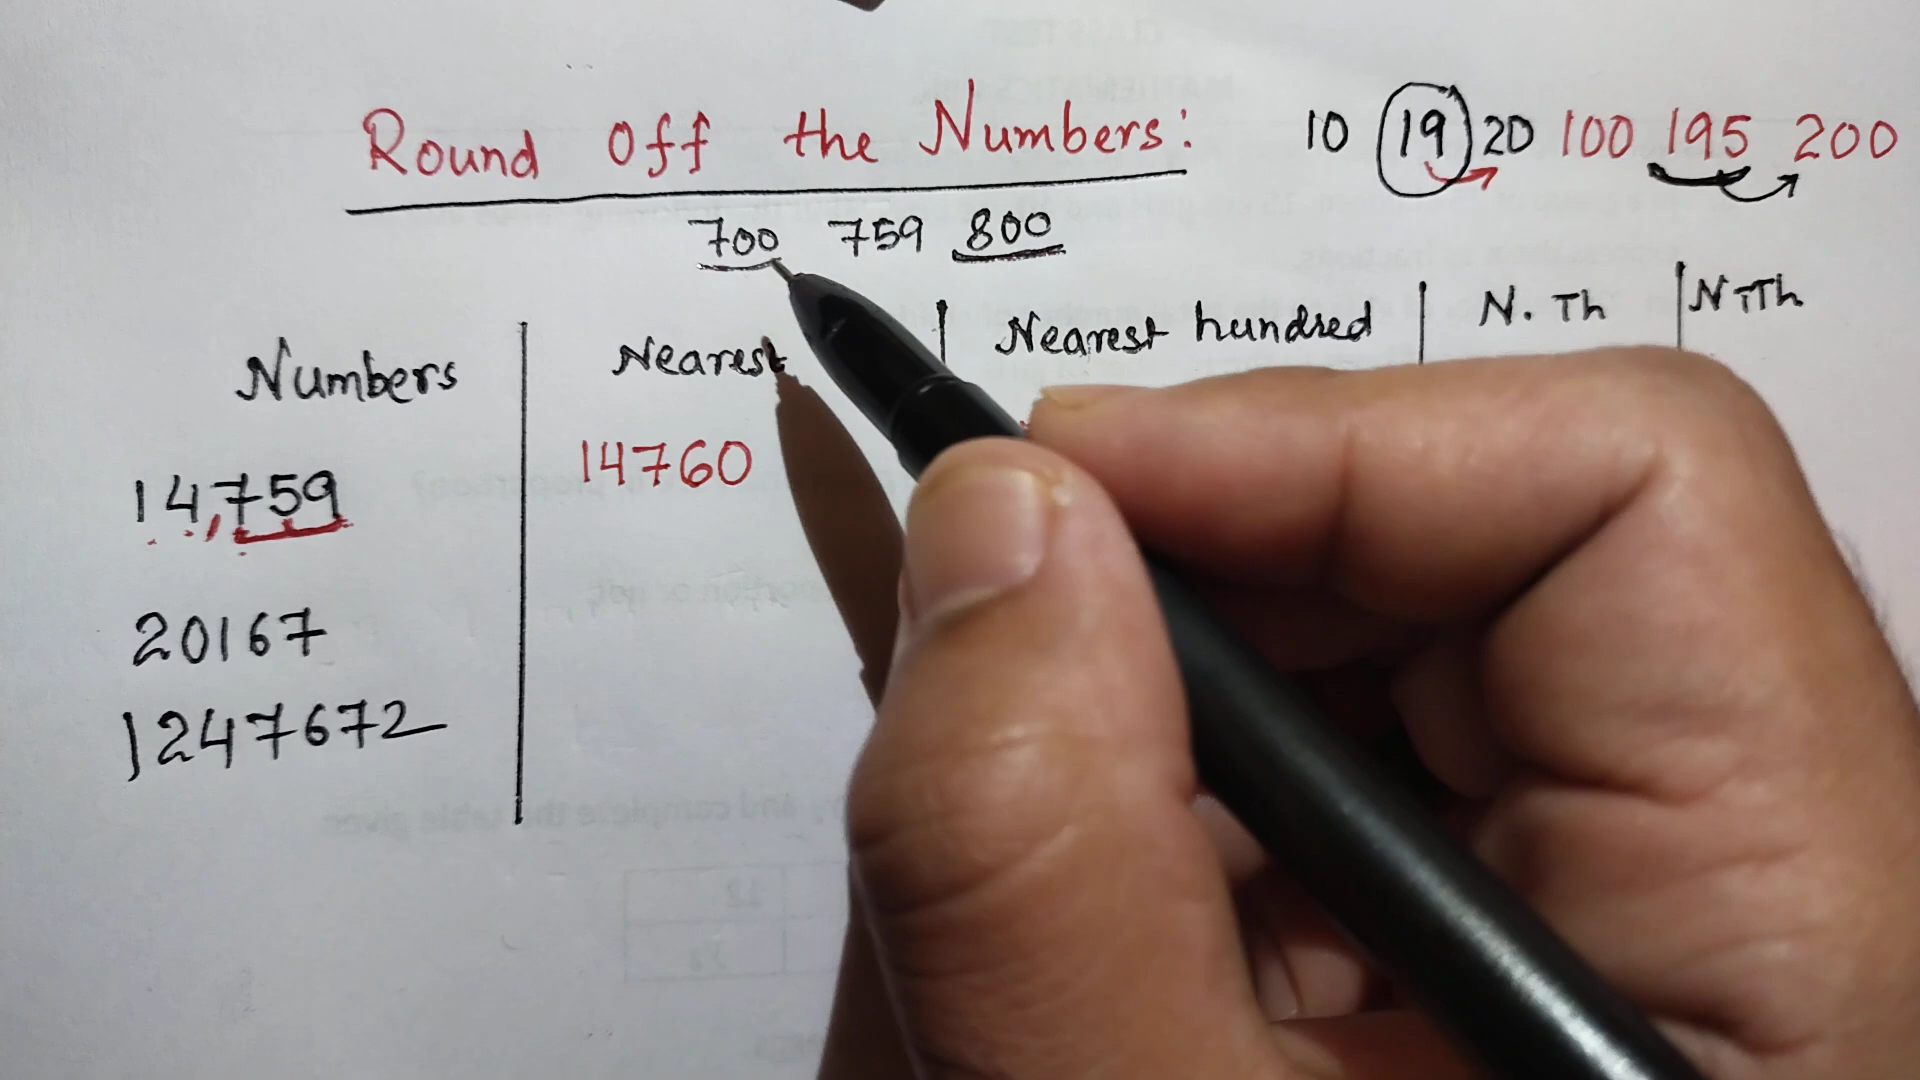 Round Off the Numbers:
10 19 20 100 195 200
700 759 800
Numbers Nearest Nearest hundred N. Th N TTh
14,759 14760
20167
1247672